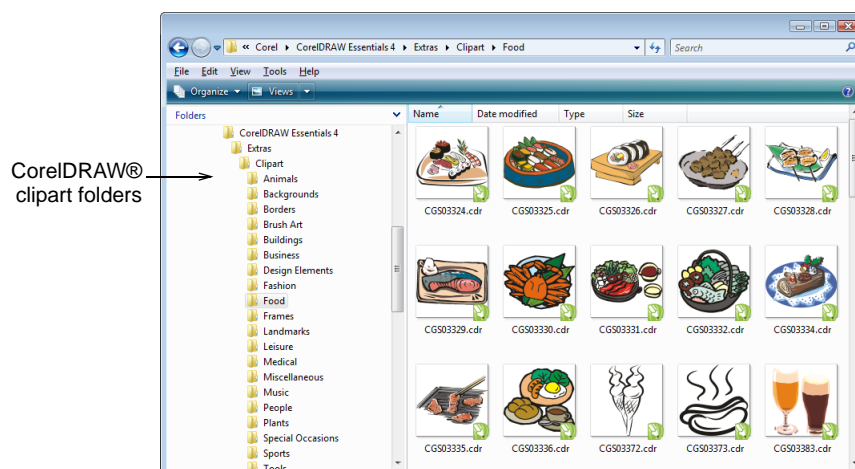 « Corel ▸ CorelDRAW Essentials 4 ▸ Extras ▸ Clipart ▸ Food
Search
File Edit View Tools Help
Organize Views
Folders
Name Date modified Type Size
CorelDRAW Essentials 4
Extras
Clipart
Animals
Backgrounds
Borders
Brush Art
Buildings
Business
Design Elements
Fashion
Food
Frames
Landmarks
Leisure
Medical
Miscellaneous
Music
People
Plants
Special Occasions
Sports
Tools
CorelDRAW®
clipart folders
CGS03324.cdr CGS03325.cdr CGS03326.cdr CGS03327.cdr CGS03328.cdr
CGS03329.cdr CGS03330.cdr CGS03331.cdr CGS03332.cdr CGS03334.cdr
CGS03335.cdr CGS03336.cdr CGS03372.cdr CGS03373.cdr CGS03383.cdr